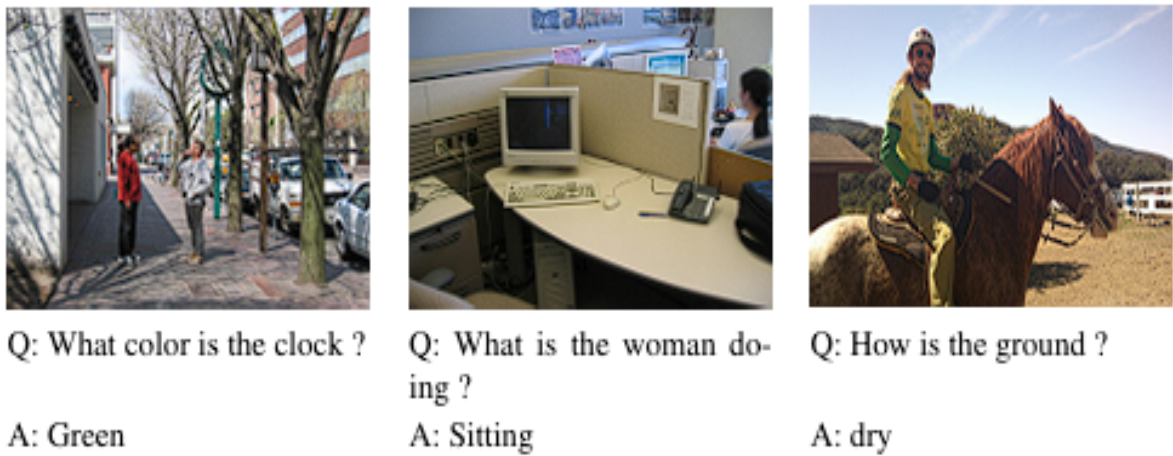 Q: What color is the clock ?
A: Green
Q: What is the woman do-
ing ?
A: Sitting
Q: How is the ground ?
A: dry